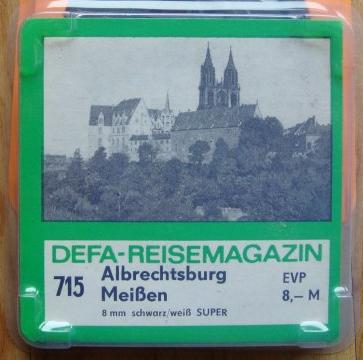 DEFA-REISEMAGAZIN
715 Albrechtsburg EVP
Meißen 8,– M
8 mm schwarz/weiß SUPER